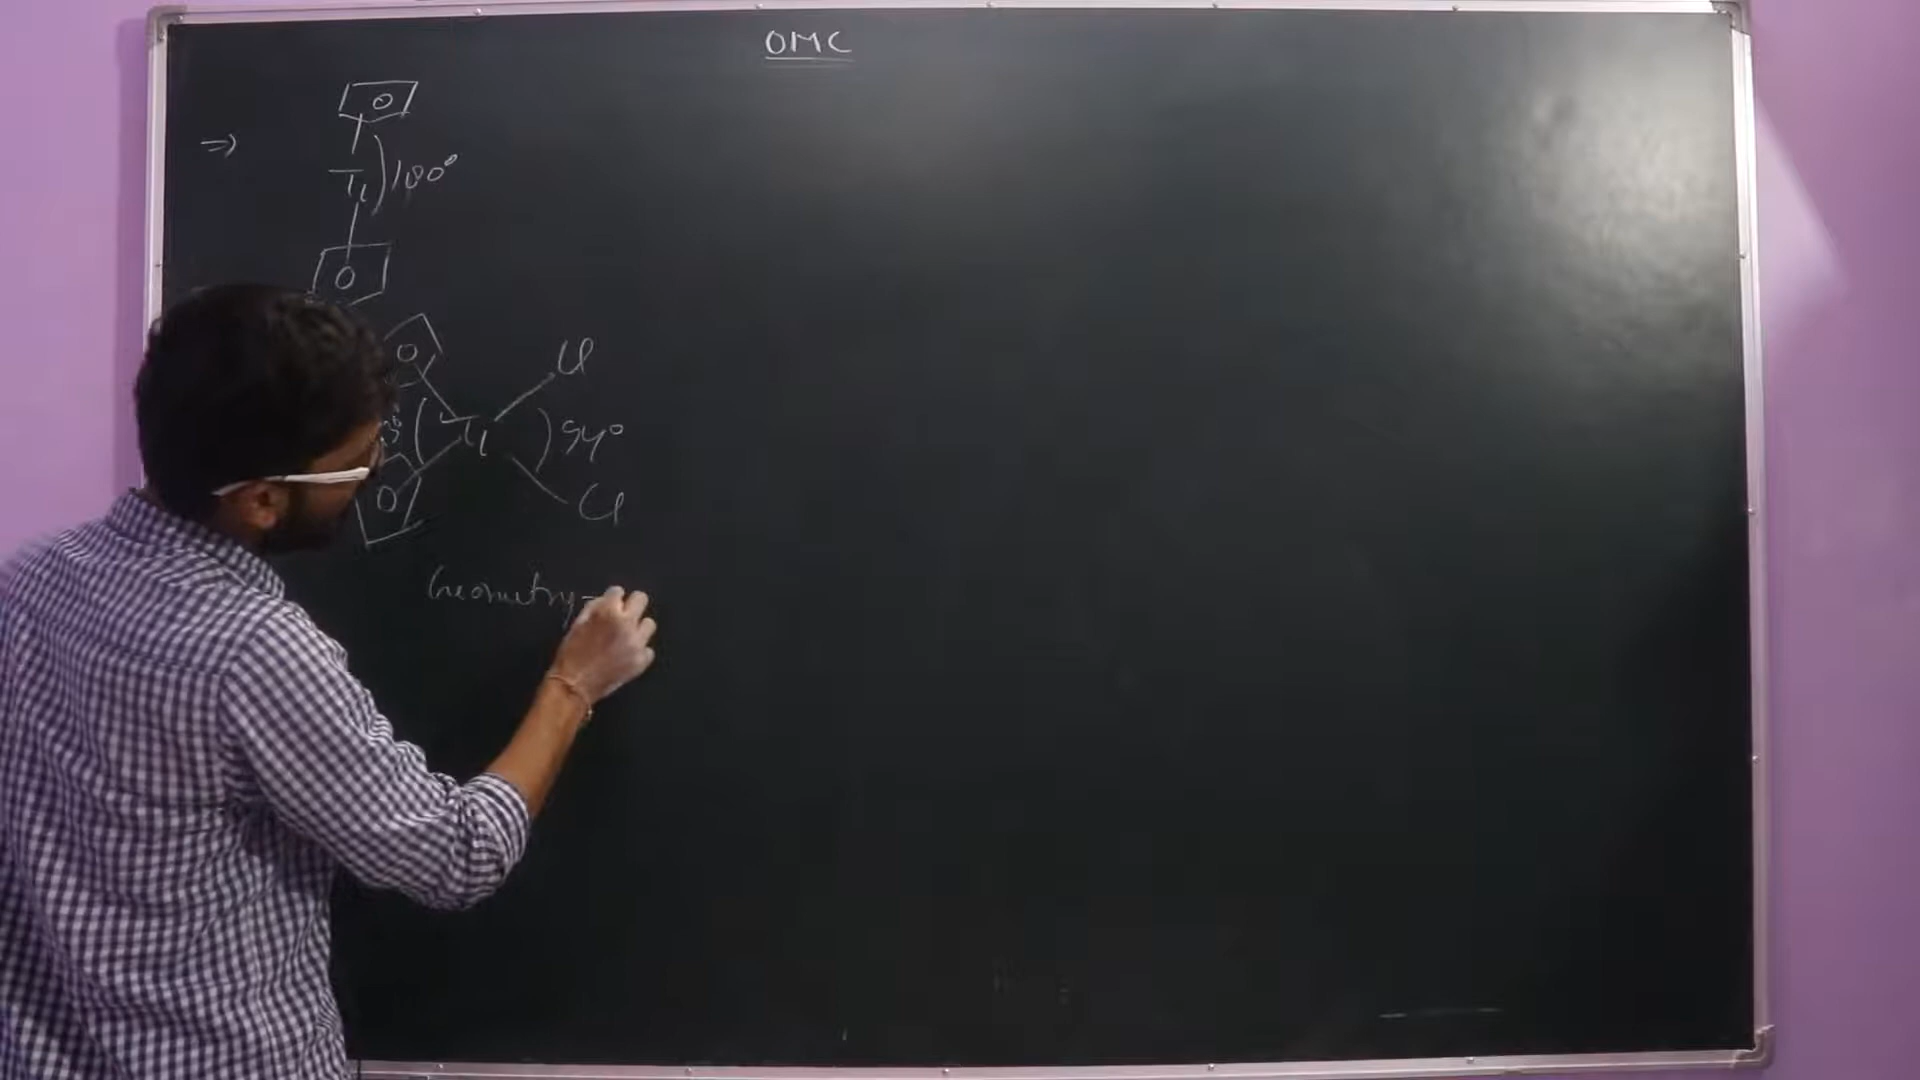 OMC
⇒
Ti
180°
Cl
Ti
94°
Cl
Geometry-